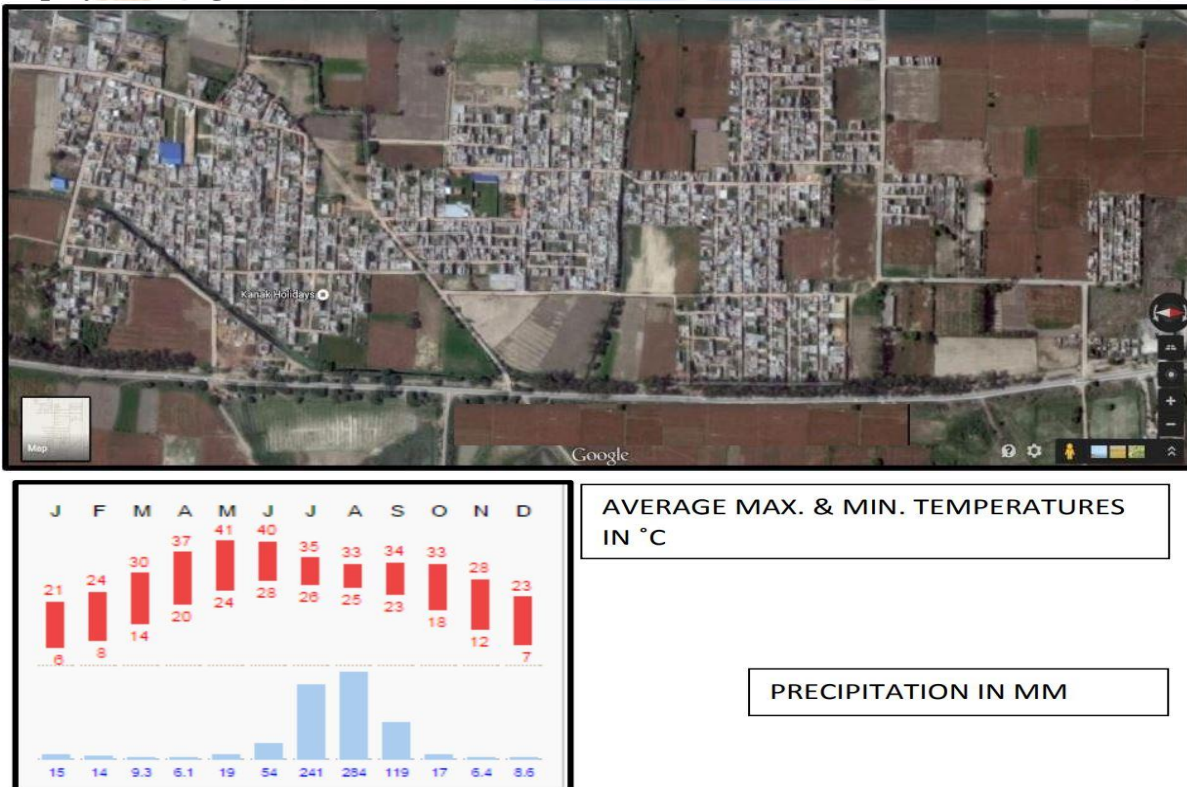 Kanak Holidays
Map
Google
J F M A M J J A S O N D
21 24 30 37 41 40 35 33 34 33 28 23
6 8 14 20 24 28 26 25 23 18 12 7
15 14 9.3 6.1 19 54 241 284 119 17 6.4 8.6
AVERAGE MAX. & MIN. TEMPERATURES
IN ˚C
PRECIPITATION IN MM